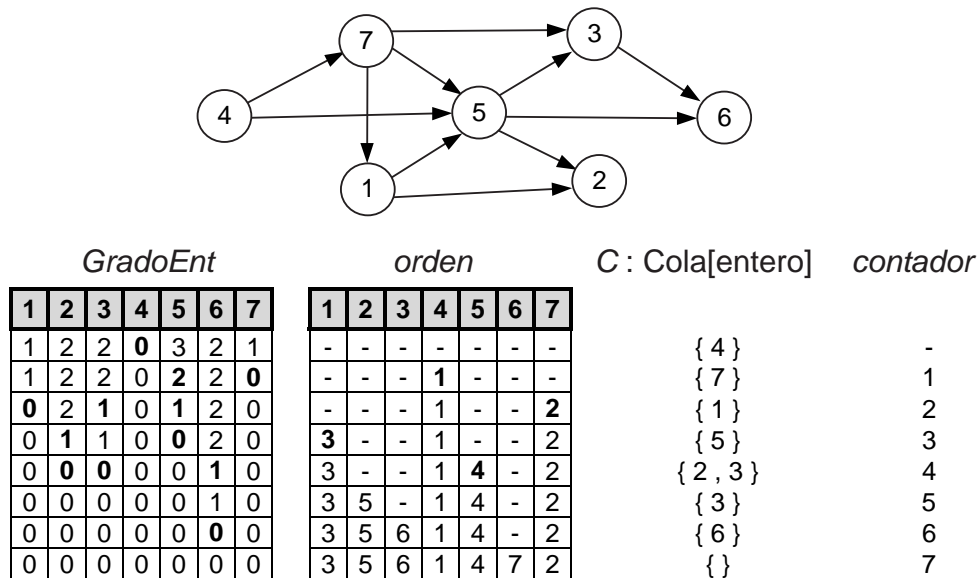 7
3
4
5
6
1
2
GradoEnt orden C : Cola[entero] contador
1 2 3 4 5 6 7 1 2 3 4 5 6 7
1 2 2 0 3 2 1 - - - - - - - { 4 } -
1 2 2 0 2 2 0 - - - 1 - - - { 7 } 1
0 2 1 0 1 2 0 - - - 1 - - 2 { 1 } 2
0 1 1 0 0 2 0 3 - - 1 - - 2 { 5 } 3
0 0 0 0 0 1 0 3 - - 1 4 - 2 { 2 , 3 } 4
0 0 0 0 0 1 0 3 5 - 1 4 - 2 { 3 } 5
0 0 0 0 0 0 0 3 5 6 1 4 - 2 { 6 } 6
0 0 0 0 0 0 0 3 5 6 1 4 7 2 { } 7